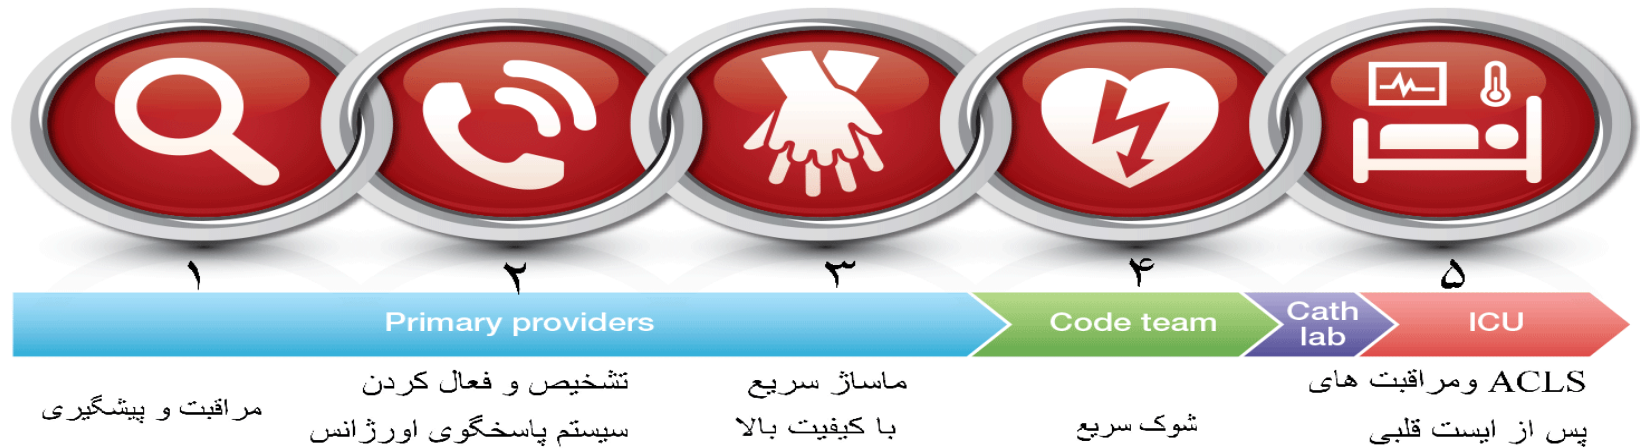 ۱
۲
۳
۴
۵
Primary providers
Code team
Cath
lab
ICU
مراقبت و پیشگیری
تشخیص و فعال کردن
سیستم پاسخگوی اورژانس
ماساژ سریع
با کیفیت بالا
شوک سریع
ACLS ومراقبت های
پس از ایست قلبی